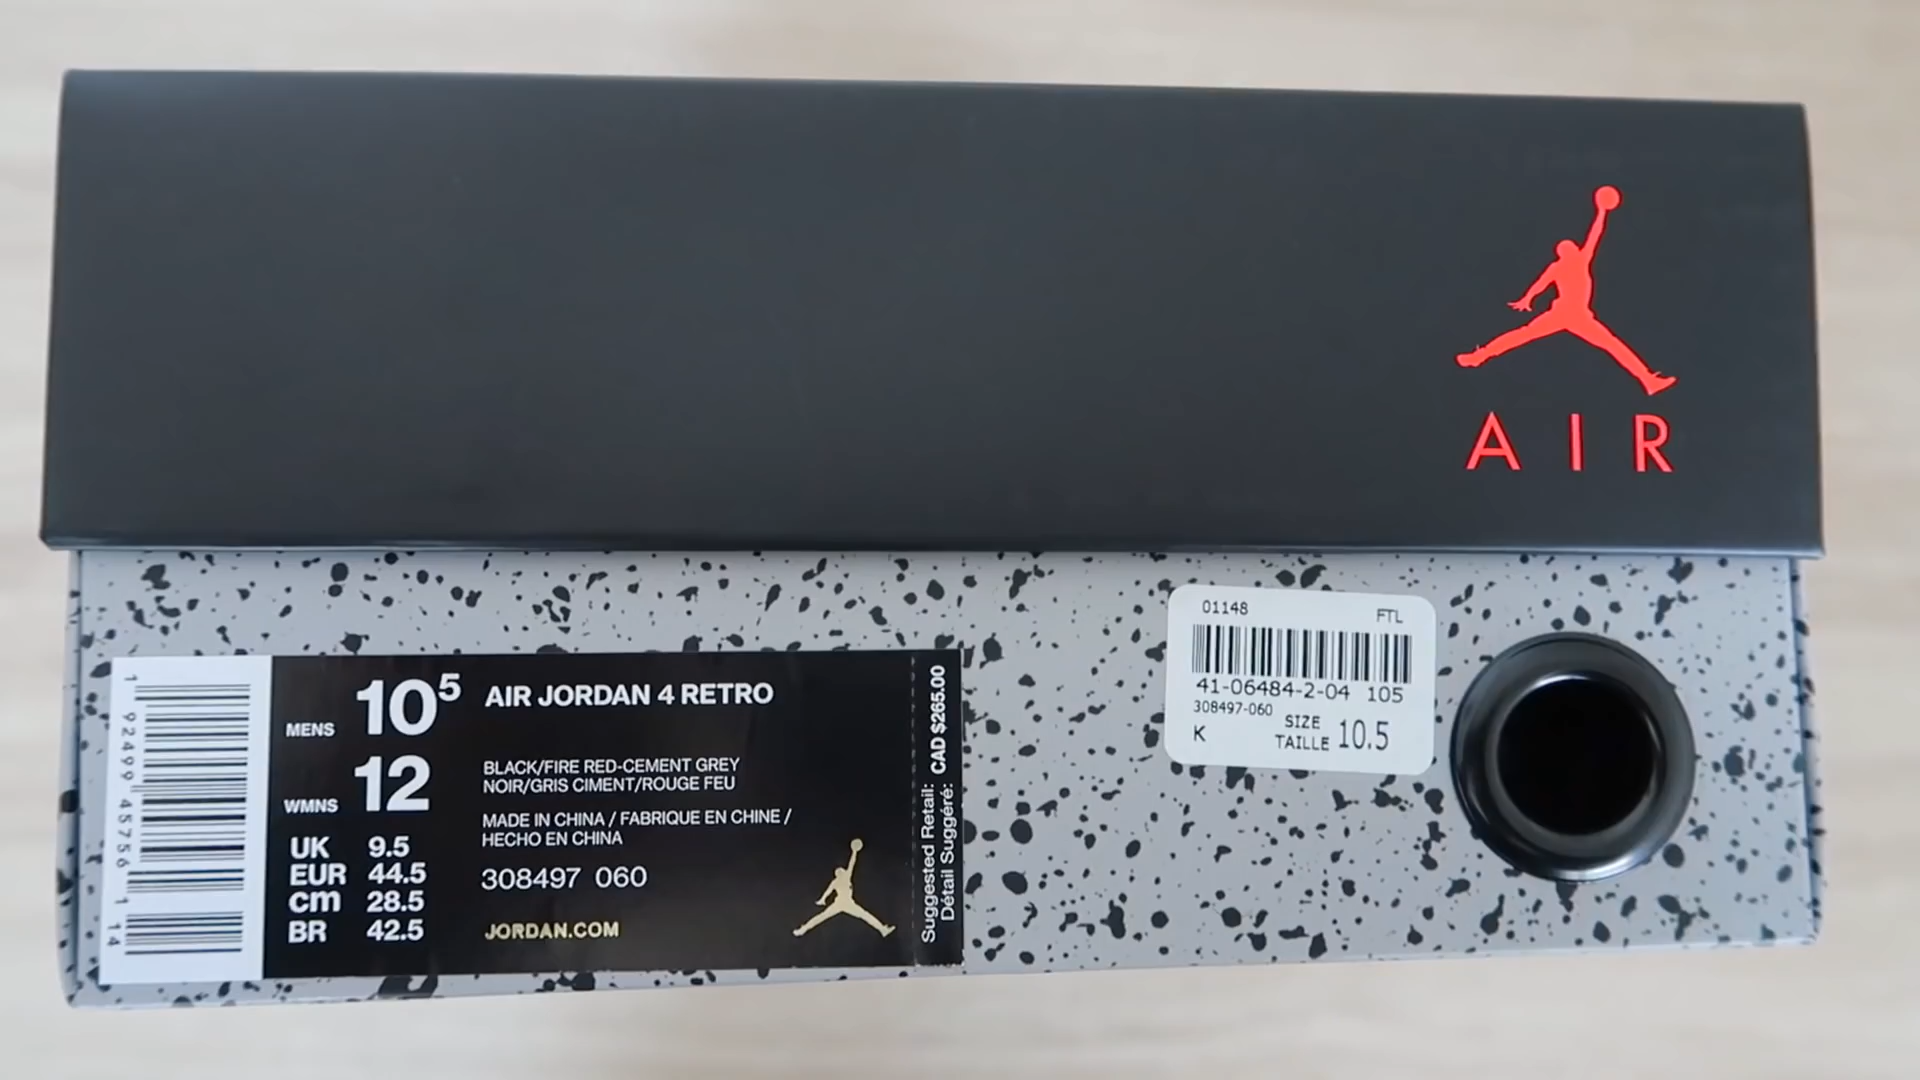 AIR
01148 FTL
41-06484-2-04 105
308497-060
K SIZE
TAILLE 10.5
1 92499 45756 1 14
MENS 10⁵
WMNS 12
UK 9.5
EUR 44.5
cm 28.5
BR 42.5
AIR JORDAN 4 RETRO
BLACK/FIRE RED-CEMENT GREY
NOIR/GRIS CIMENT/ROUGE FEU
MADE IN CHINA / FABRIQUE EN CHINE /
HECHO EN CHINA
308497 060
JORDAN.COM
Suggested Retail: CAD $265.00
Détail Suggéré: